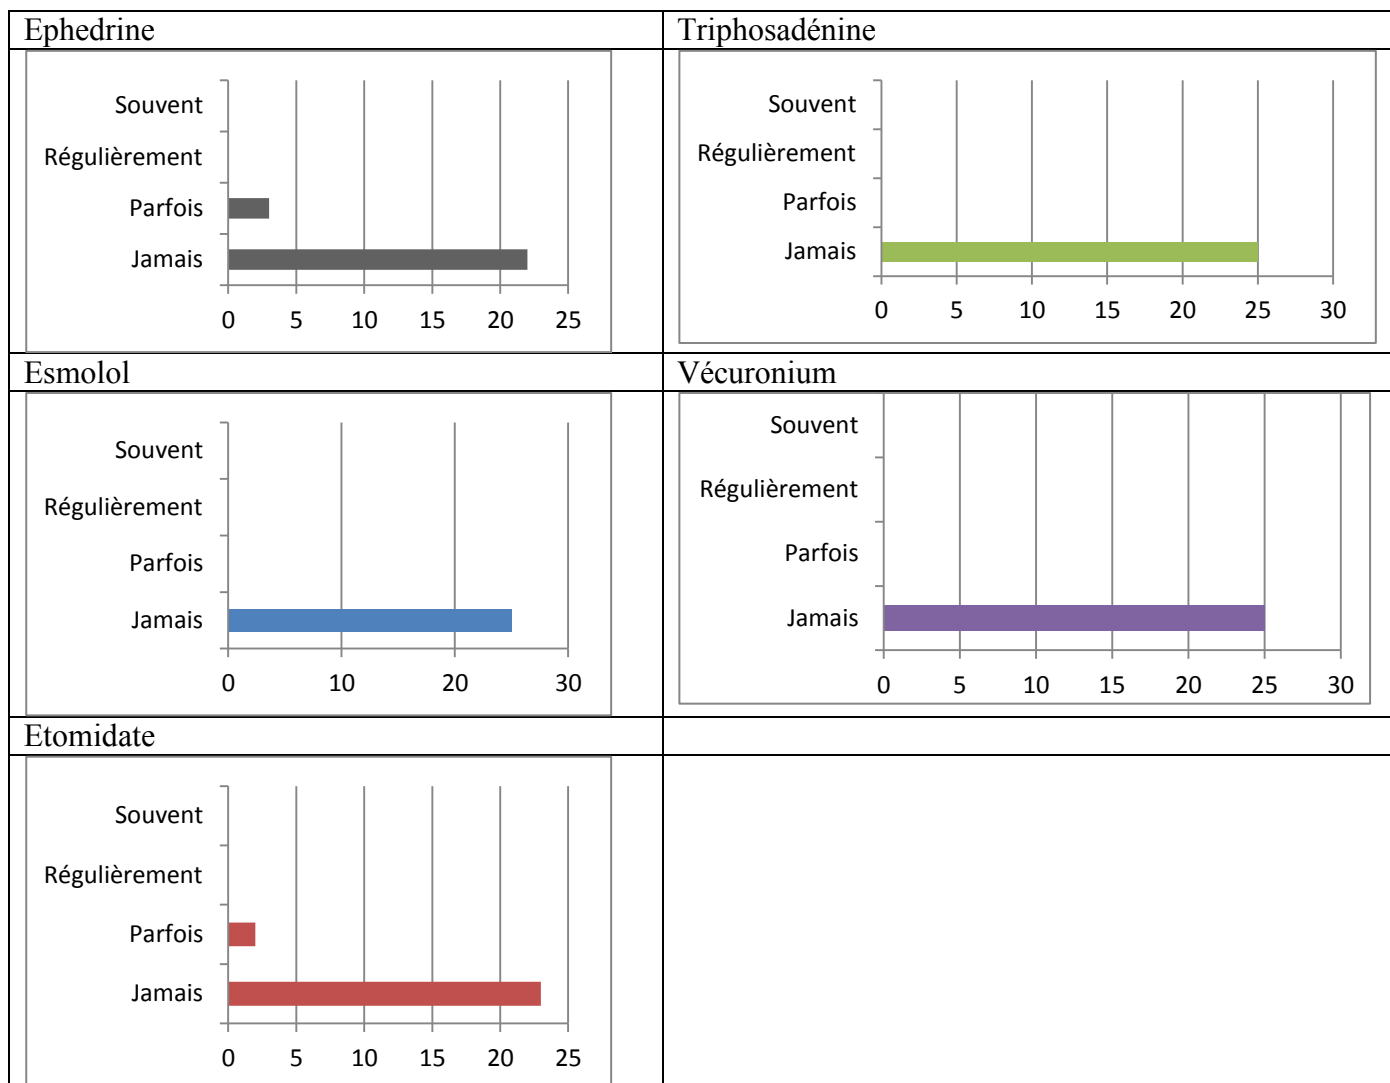 Ephedrine
Triphosadénine
Souvent
Régulièrement
Parfois
Jamais
0 5 10 15 20 25
Souvent
Régulièrement
Parfois
Jamais
0 5 10 15 20 25 30
Esmolol
Vécuronium
Souvent
Régulièrement
Parfois
Jamais
0 10 20 30
Souvent
Régulièrement
Parfois
Jamais
0 5 10 15 20 25 30
Etomidate
Souvent
Régulièrement
Parfois
Jamais
0 5 10 15 20 25